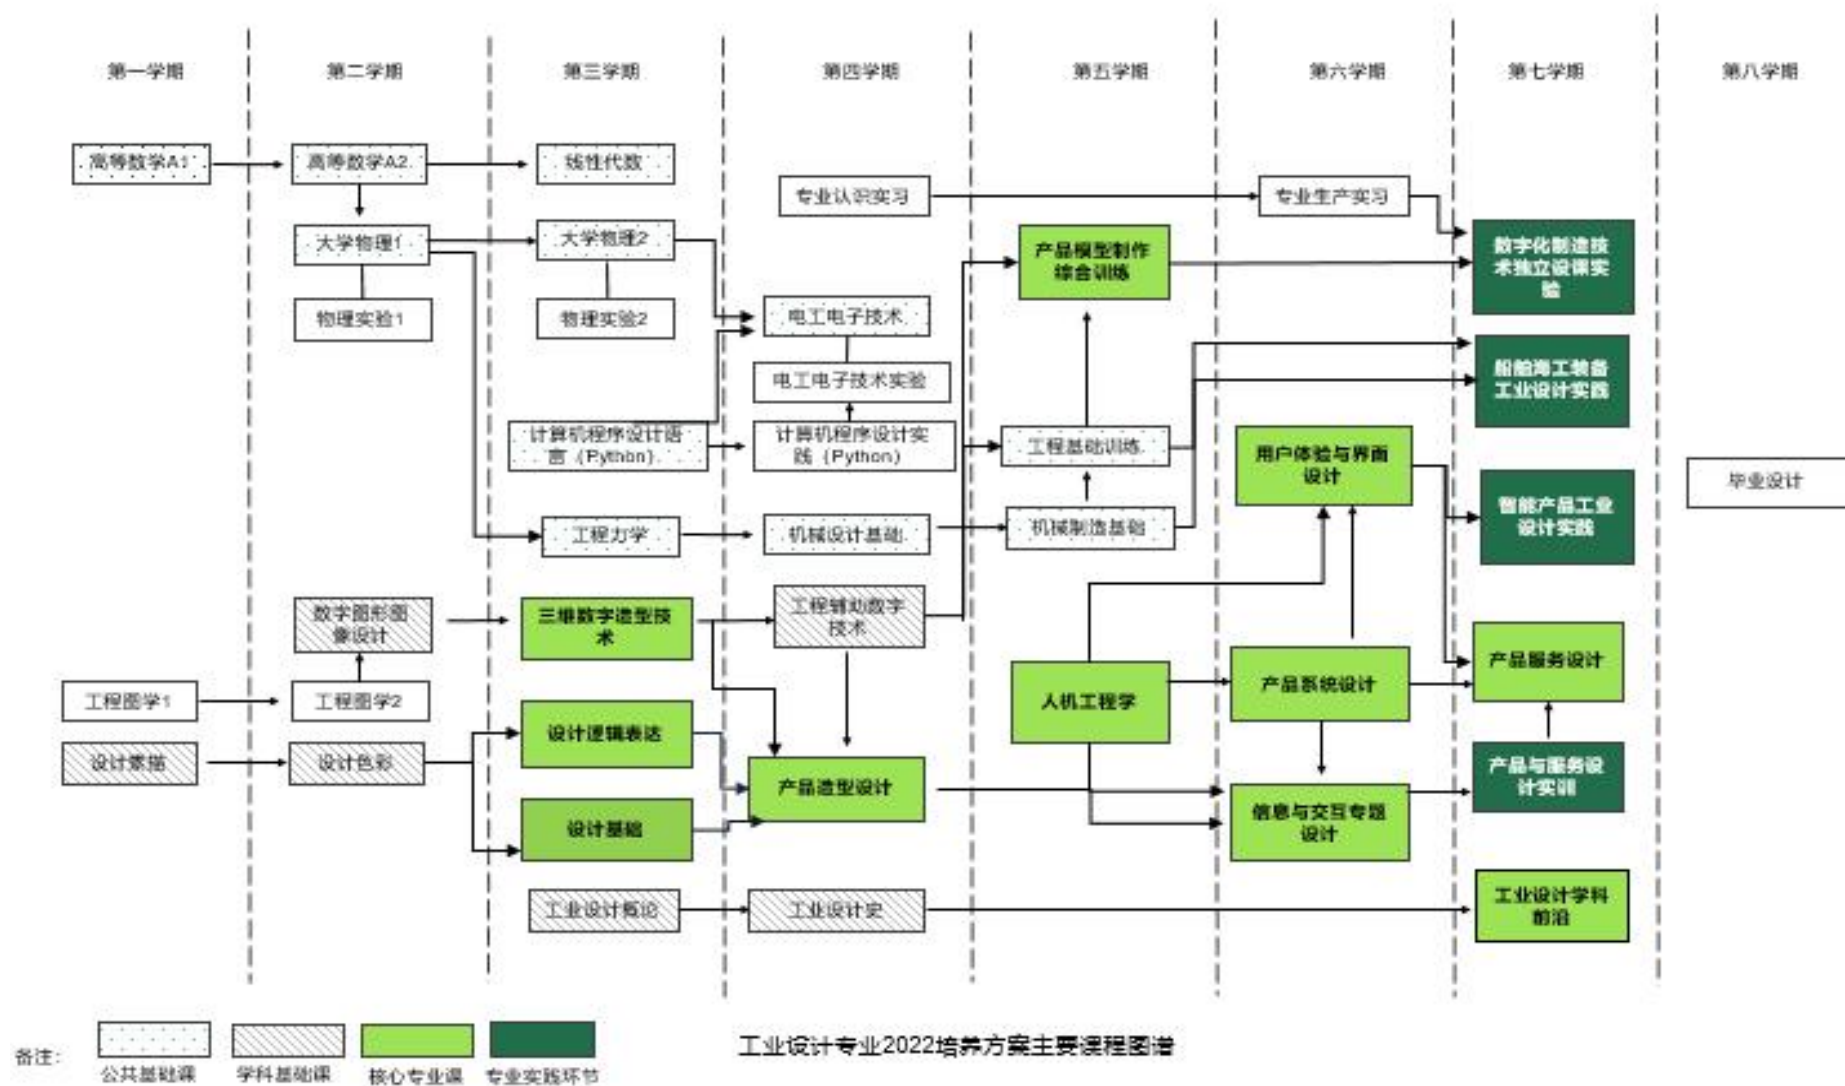 第一学期
第二学期
第三学期
第四学期
第五学期
第六学期
第七学期
第八学期
高等数学A1
高等数学A2
线性代数
专业认识实习
专业生产实习
大学物理1
大学物理2
产品模型制作
综合训练
数字化制造技
术独立设课实
验
物理实验1
物理实验2
电工电子技术
电工电子技术实验
船舶海工装备
工业设计实践
计算机程序设计语
言（Python）
计算机程序设计实
践（Python）
工程基础训练
用户体验与界面
设计
毕业设计
智能产品工业
设计实践
工程力学
机械设计基础
机械制造基础
数字图形图
像设计
三维数字造型技
术
工程辅助数字
技术
工程图学1
工程图学2
人机工程学
产品系统设计
产品服务设计
设计素描
设计色彩
设计逻辑表达
产品造型设计
产品与服务设
计实训
设计基础
信息与交互专题
设计
工业设计概论
工业设计史
工业设计学科
前沿
备注：
公共基础课
学科基础课
核心专业课
专业实践环节
工业设计专业2022培养方案主要课程图谱